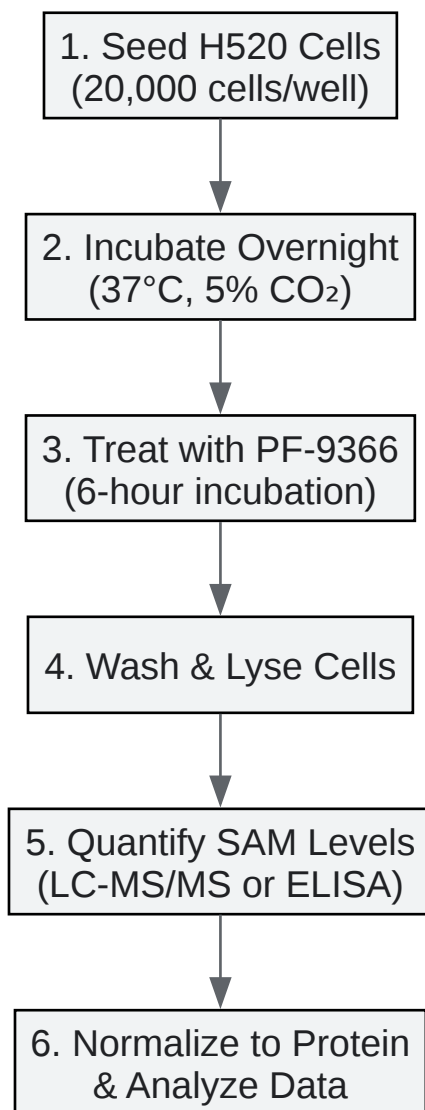 1. Seed H520 Cells
(20,000 cells/well)
2. Incubate Overnight
(37°C, 5% CO₂)
3. Treat with PF-9366
(6-hour incubation)
4. Wash & Lyse Cells
5. Quantify SAM Levels
(LC-MS/MS or ELISA)
6. Normalize to Protein
& Analyze Data